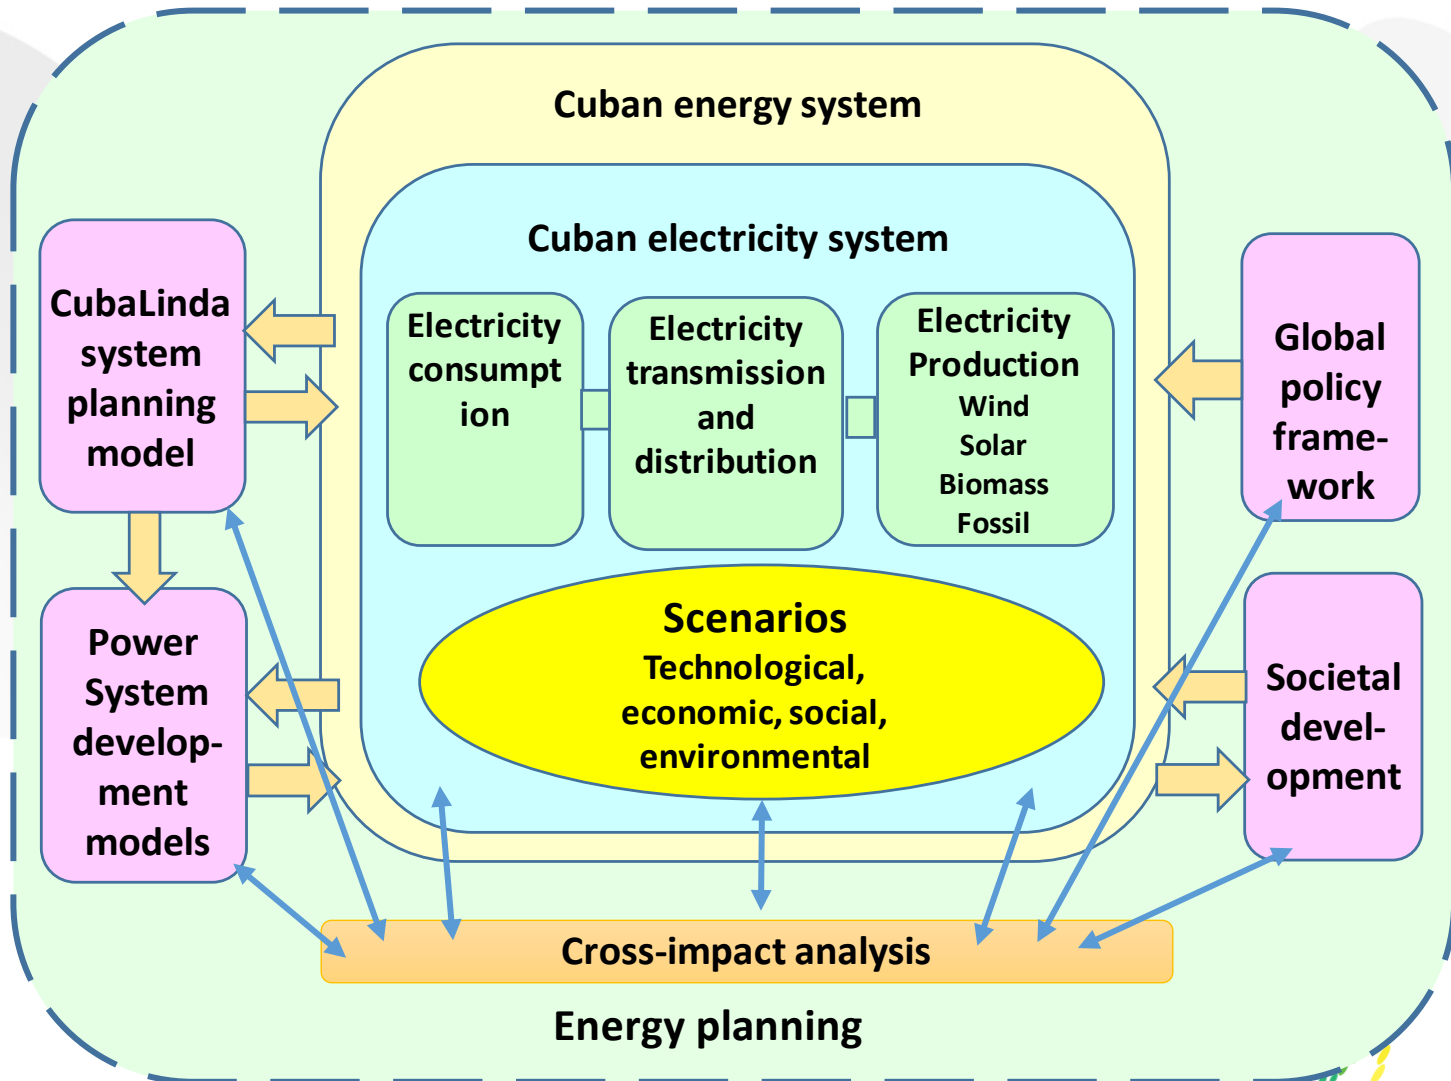 Cuban energy system
Cuban electricity system
CubaLinda
system
planning
model
Electricity
consumpt
ion
Electricity
transmission
and
distribution
Electricity
Production
Wind
Solar
Biomass
Fossil
Global
policy
frame-
work
Scenarios
Technological,
economic, social,
environmental
Power
System
develop-
ment
models
Societal
devel-
opment
Cross-impact analysis
Energy planning